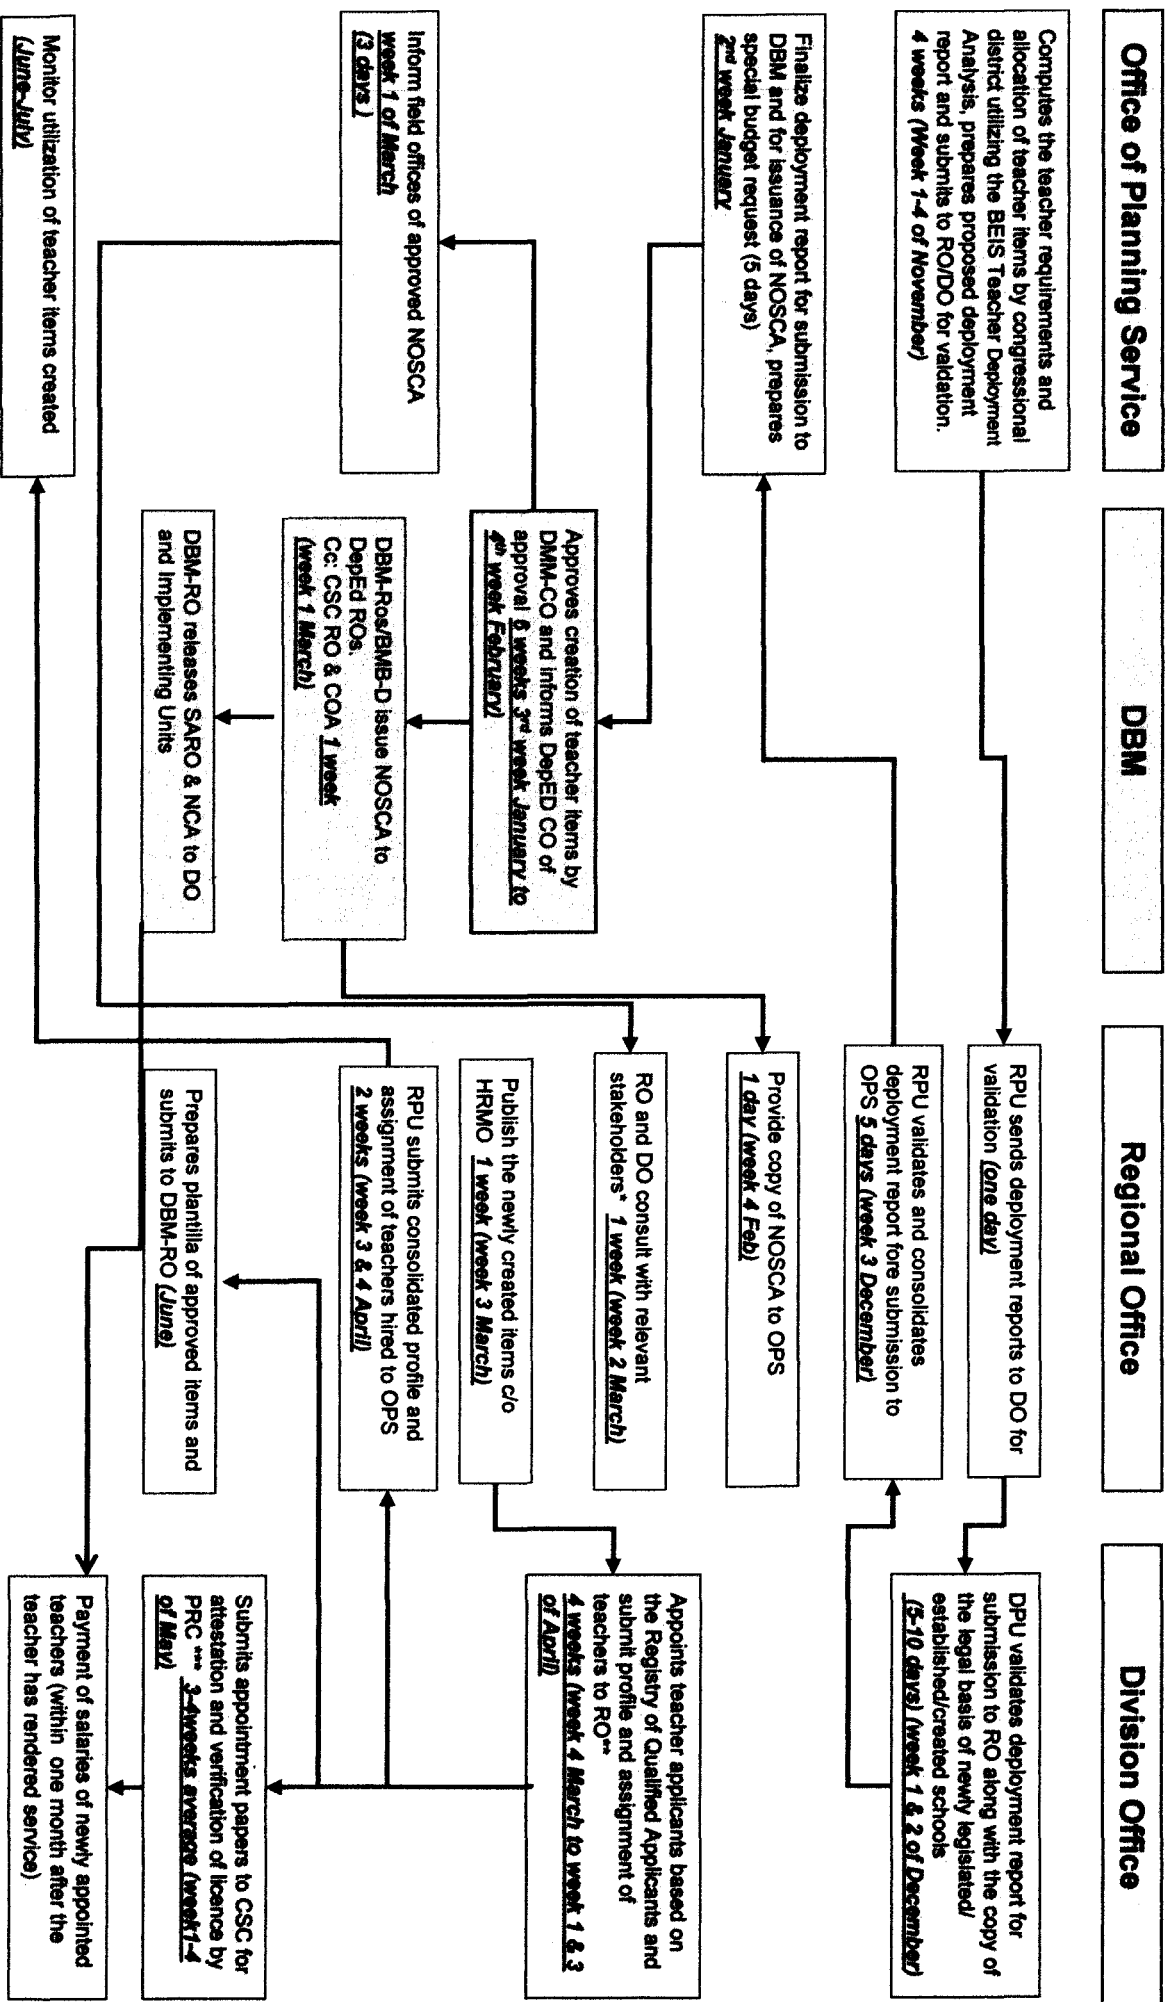 Office of Planning Service
Computes the teacher requirements and
allocation of teacher items by congressional
district utilizing the BEIS Teacher Deployment
Analysis, prepares proposed deployment
report and submits to RO/DO for valdation.
4 weeks (Week 1-4 of November)
Finalize deployment report for submission to
DBM and for issuance of NOSCA, prepares
special budget request (5 days)
2nd week January
Inform field offices of approved NOSCA
week 1 of March
(3 days )
Monitor utilization of teacher items created
(June-July)
DBM
Approves creation of teacher items by
DMM-CO and informs DepED CO of
approval 6 weeks 3rd week January to
4th week February)
DBM-Ros/BMB-D issue NOSCA to
DepEd ROs.
Cc: CSC RO & COA 1 week
(week 1 March)
DBM-RO releases SARO & NCA to DO
and Implementing Units
Regional Office
RPU sends deployment reports to DO for
validation (one day)
RPU validates and consolidates
deployment report fore submission to
OPS 5 days (week 3 December)
Provide copy of NOSCA to OPS
1 day (week 4 Feb)
RO and DO consult with relevant
stakeholders* 1 week (week 2 March)
Publish the newly created items c/o
HRMO 1 week (week 3 March)
RPU submits consolidated profile and
assignment of teachers hired to OPS
2 weeks (week 3 & 4 April)
Prepares plantilla of approved items and
submits to DBM-RO (June)
Division Office
DPU validates deployment report for
submission to RO along with the copy of
the legal basis of newly legislated/
established/created schools
(5-10 days) (week 1 & 2 of December)
Appoints teacher applicants based on
the Registry of Qualified Applicants and
submit profile and assignment of
teachers to RO**
4 weeks (week 4 March to week 1 & 3
of April)
Submits appointment papers to CSC for
attestation and verification of licence by
PRC *** 3-4weeks average (week1-4
of May)
Payment of salaries of newly appointed
teachers (within one month after the
teacher has rendered service)